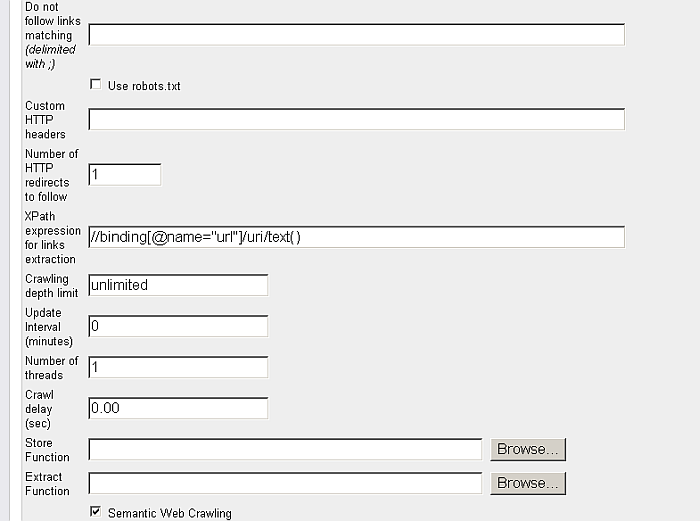 Do not
follow links
matching
(delimited
with ;)
Use robots.txt
Custom
HTTP
headers
Number of
HTTP
redirects
to follow
1
XPath
expression
for links
extraction
//binding[@name="url"]/uri/text()
Crawling
depth limit
unlimited
Update
Interval
(minutes)
0
Number of
threads
1
Crawl
delay
(sec)
0.00
Store
Function
Browse...
Extract
Function
Browse...
Semantic Web Crawling